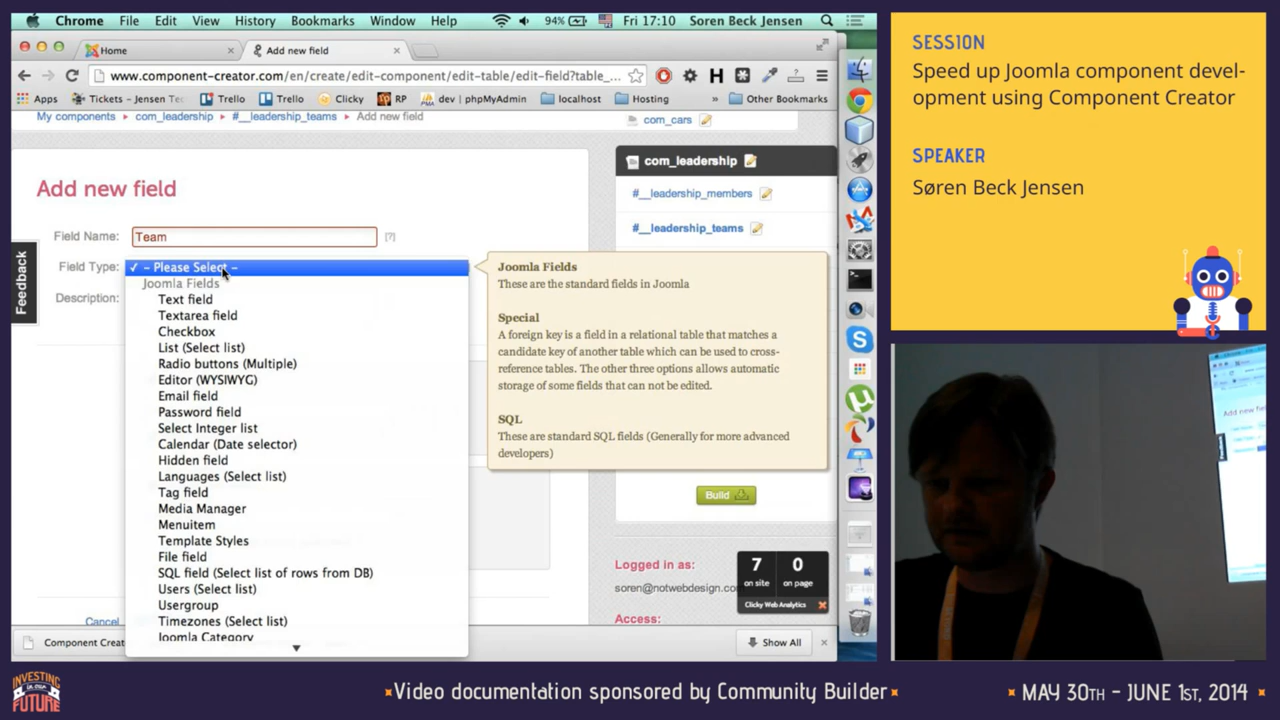 Chrome File Edit View History Bookmarks Window Help 94% Fri 17:10 Soren Beck Jensen
Home × Add new field ×
www.component-creator.com/en/create/edit-component/edit-table/edit-field?table_...
Apps Tickets - Jensen Tec Trello Trello Clicky RP dev | phpMyAdmin localhost Hosting » Other Bookmarks
My components com_leadership #__leadership_teams Add new field
com_cars
com_leadership
#__leadership_members
#__leadership_teams
Add new field
Field Name: Team [?]
Field Type: ✓ - Please Select -
Description:
Feedback
Joomla Fields
Text field
Textarea field
Checkbox
List (Select list)
Radio buttons (Multiple)
Editor (WYSIWYG)
Email field
Password field
Select Integer list
Calendar (Date selector)
Hidden field
Languages (Select list)
Tag field
Media Manager
Menuitem
Template Styles
File field
SQL field (Select list of rows from DB)
Users (Select list)
Usergroup
Timezones (Select list)
Joomla Category
Joomla Fields
These are the standard fields in Joomla
Special
A foreign key is a field in a relational table that matches a
candidate key of another table which can be used to cross-
reference tables. The other three options allows automatic
storage of some fields that can not be edited.
SQL
These are standard SQL fields (Generally for more advanced
developers)
Build
Logged in as:
soren@notwebdesign.co
Access:
7 0
on site on page
Clicky Web Analytics
Cancel
Component Creat
Show All ×
SESSION
Speed up Joomla component devel-
opment using Component Creator
SPEAKER
Søren Beck Jensen
Add new fie
INVESTING
IN OUR
FUTURE
Video documentation sponsored by Community Builder
MAY 30TH - JUNE 1ST, 2014